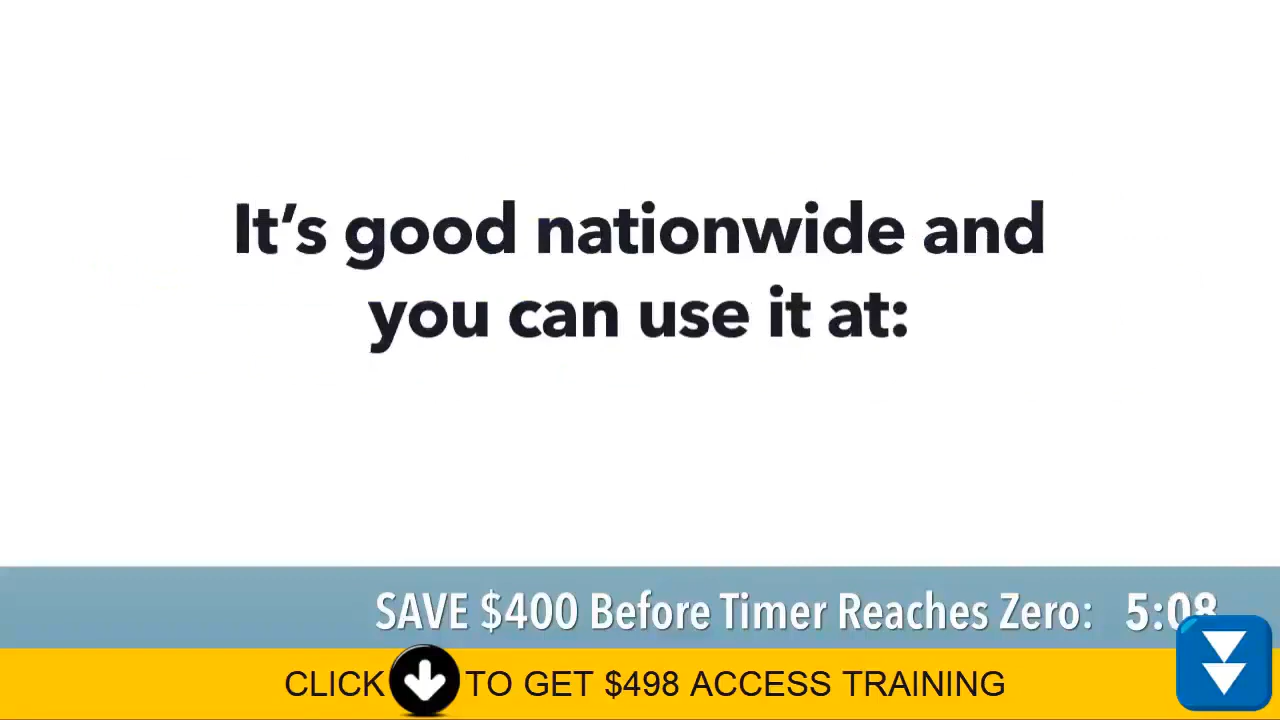 It’s good nationwide and
you can use it at:
SAVE $400 Before Timer Reaches Zero: 5:08
CLICK TO GET $498 ACCESS TRAINING